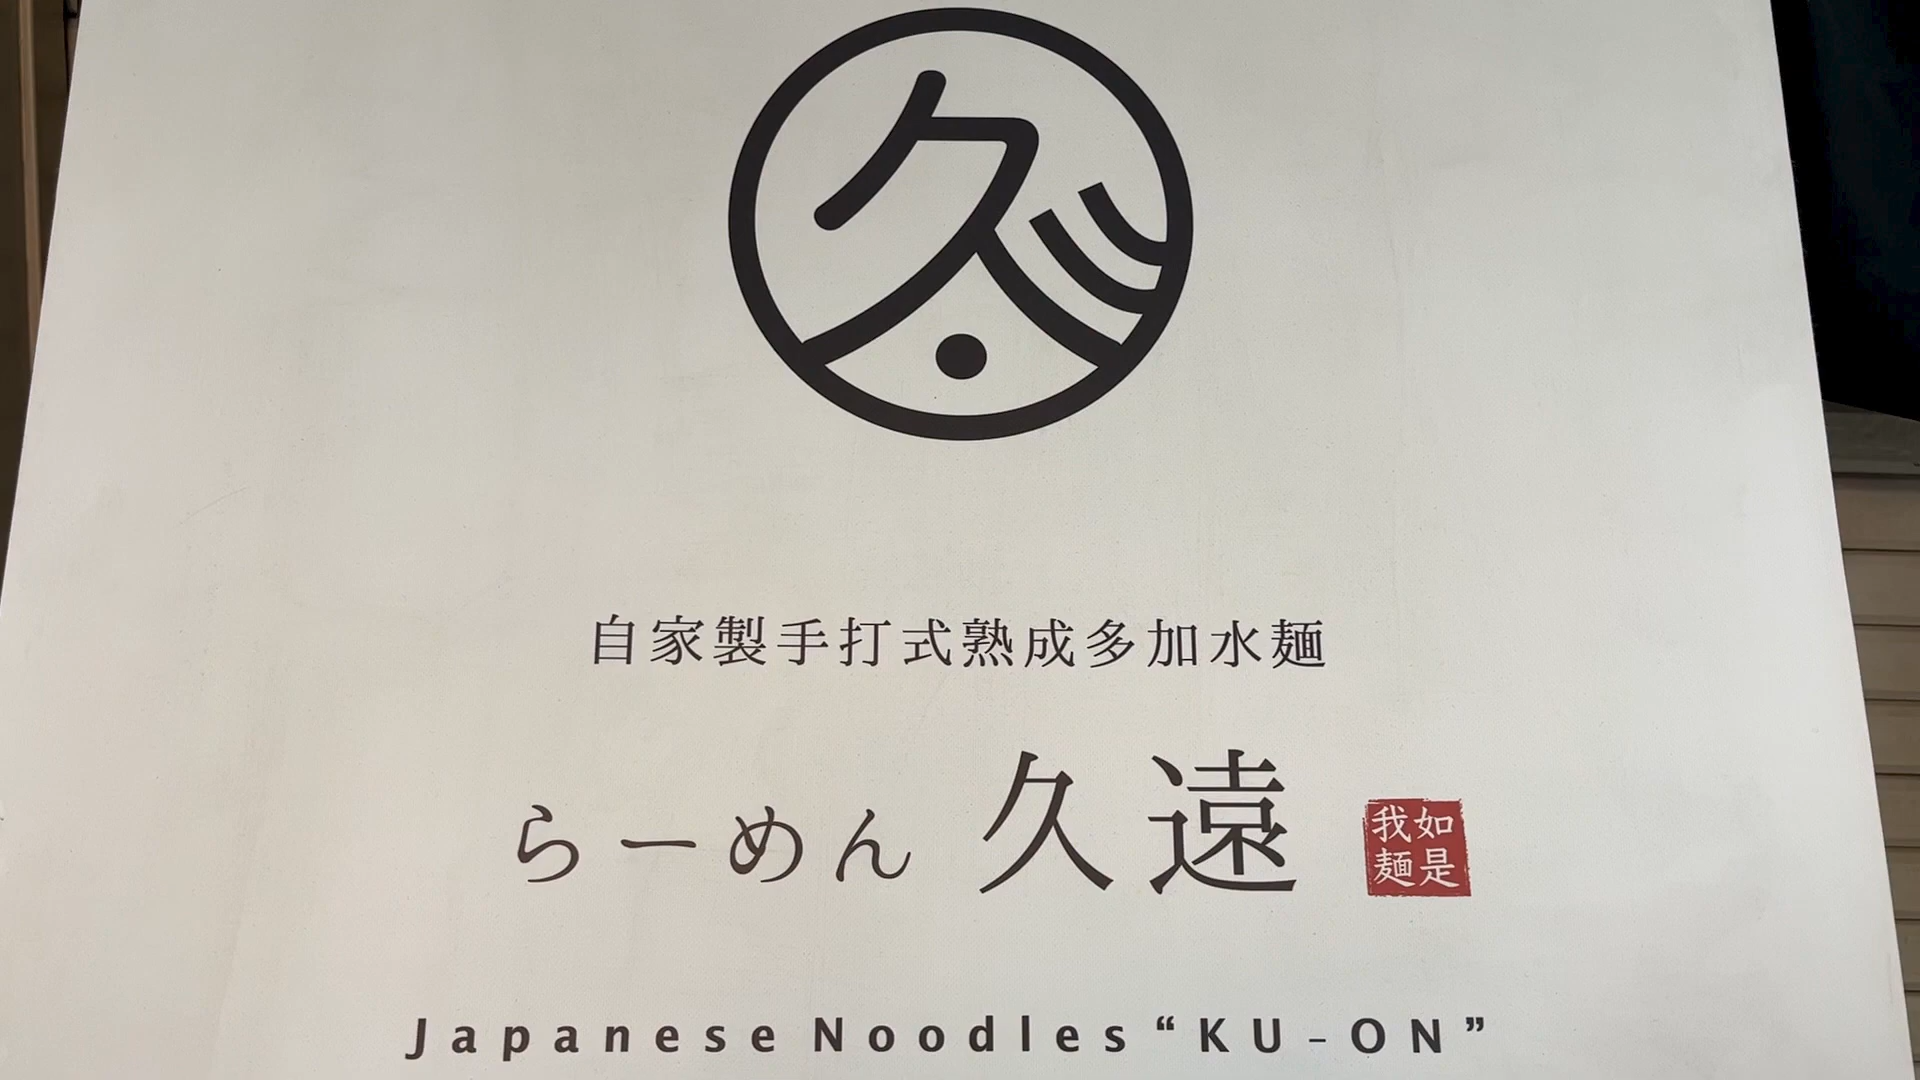 久
自家製手打式熟成多加水麺
らーめん 久遠
如是
我麺
Japanese Noodles “KU-ON”